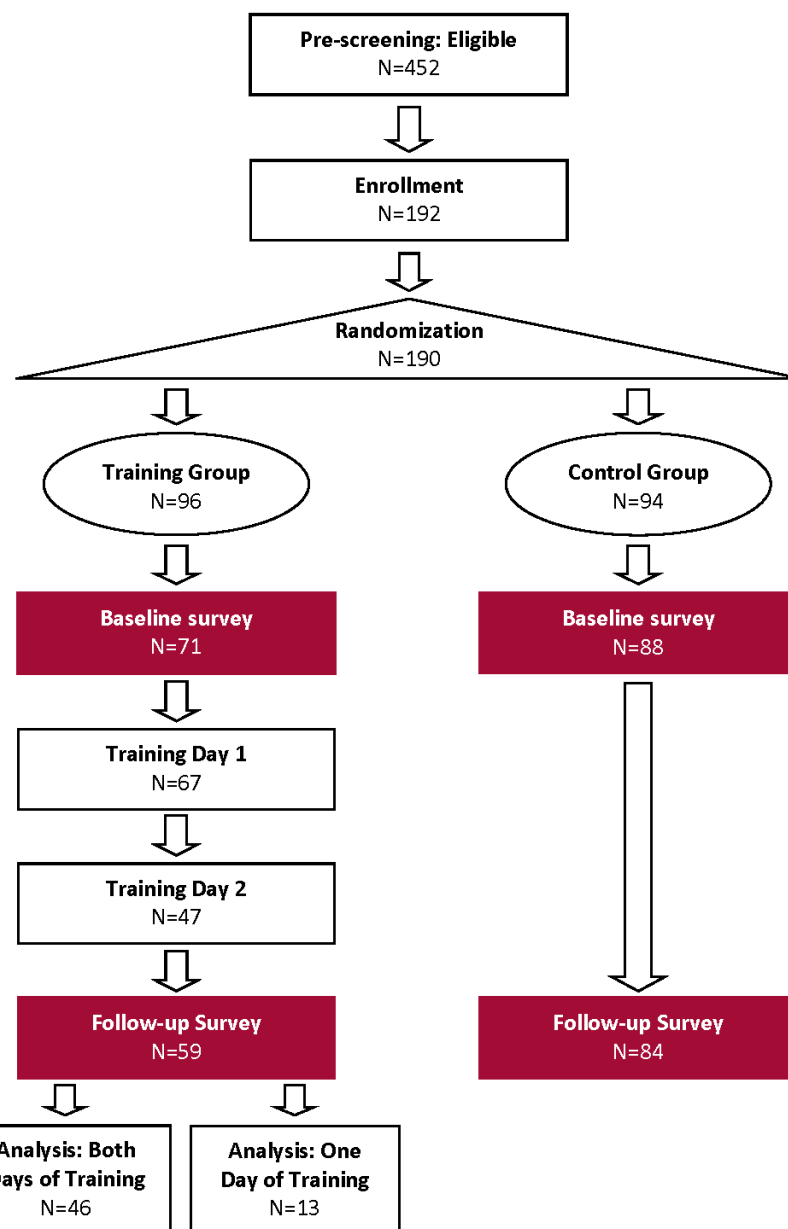 Pre-screening: Eligible
N=452
Enrollment
N=192
Randomization
N=190
Training Group
N=96
Control Group
N=94
Baseline survey
N=71
Baseline survey
N=88
Training Day 1
N=67
Training Day 2
N=47
Follow-up Survey
N=59
Follow-up Survey
N=84
Analysis: Both
Days of Training
N=46
Analysis: One
Day of Training
N=13